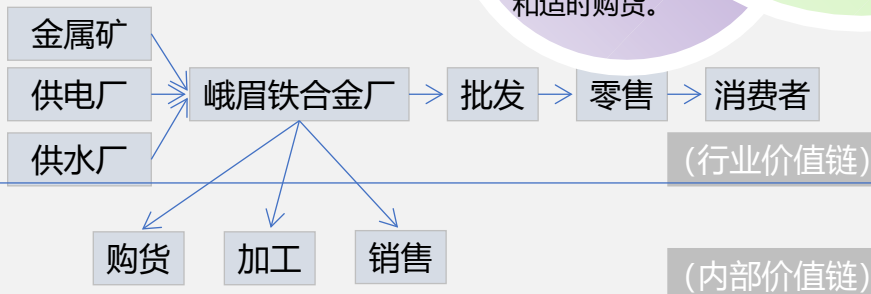 和适时购货。
金属矿
供电厂
峨眉铁合金厂
批发
零售
消费者
供水厂
（行业价值链）
购货
加工
销售
（内部价值链）